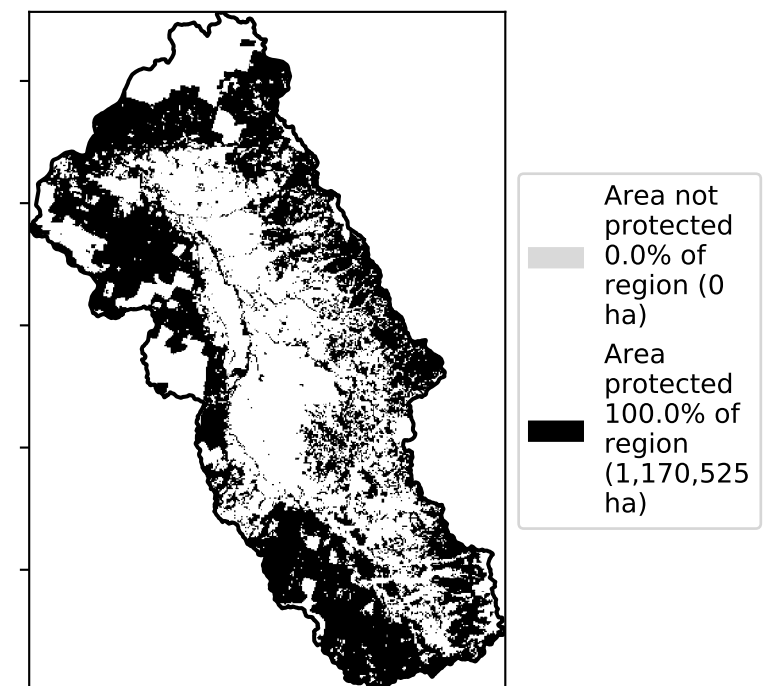 Area not
protected
0.0% of
region (0
ha)
Area
protected
100.0% of
region
(1,170,525
ha)